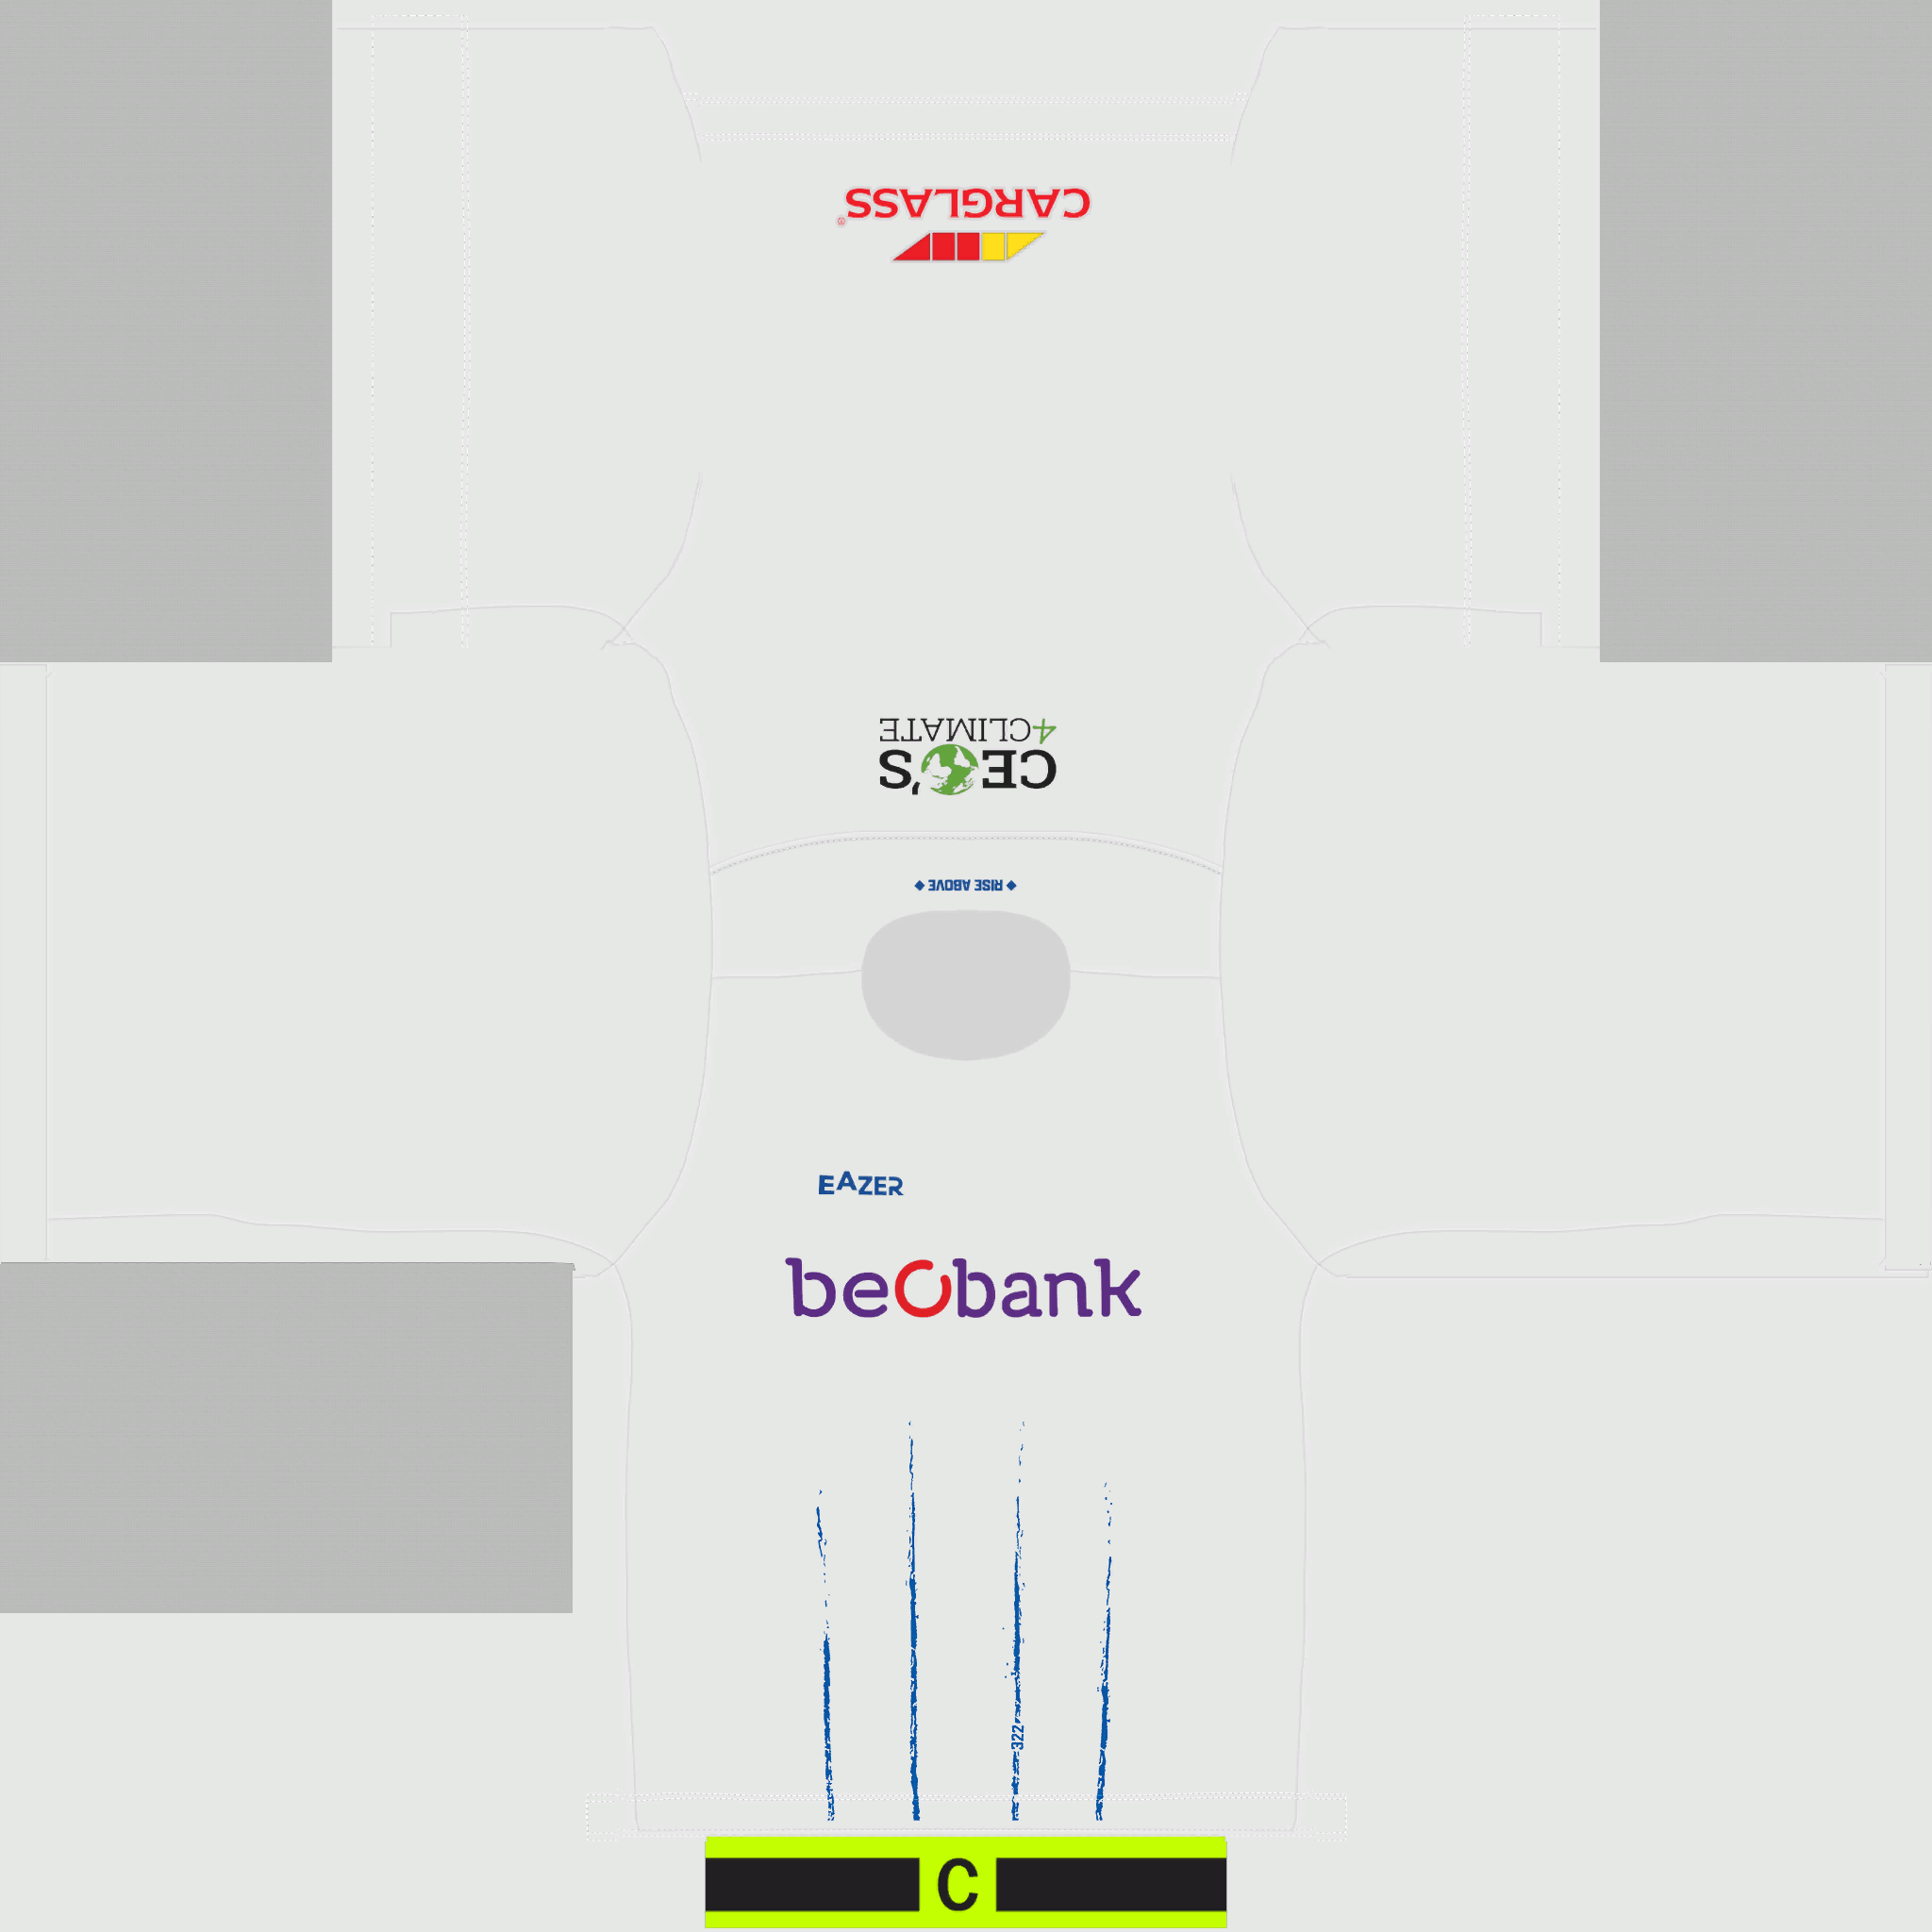 CARGLASS®
CEO'S
4CLIMATE
◆ RISE ABOVE ◆
EAZER
beobank
322
C